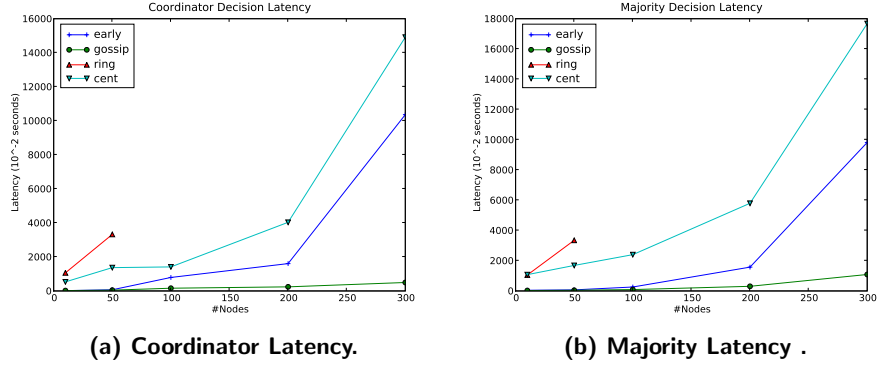 Coordinator Decision Latency
16000
14000
12000
10000
8000
6000
4000
2000
0
Latency (10^-2 seconds)
early
gossip
ring
cent
0 50 100 150 200 250 300
#Nodes
(a) Coordinator Latency.
Majority Decision Latency
18000
16000
14000
12000
10000
8000
6000
4000
2000
0
Latency (10^-2 seconds)
early
gossip
ring
cent
0 50 100 150 200 250 300
#Nodes
(b) Majority Latency .